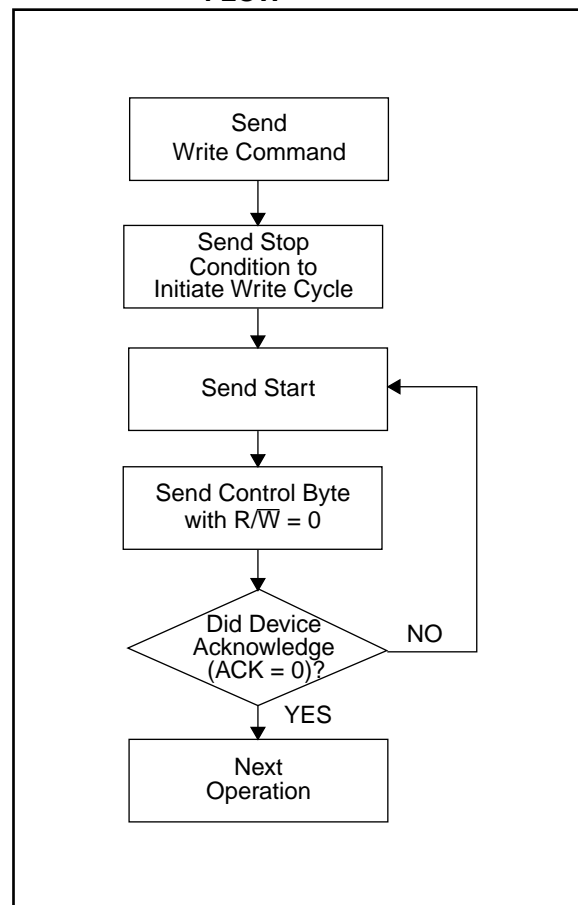 FLOW
Send
Write Command
Send Stop
Condition to
Initiate Write Cycle
Send Start
Send Control Byte
with R/W̅ = 0
Did Device
Acknowledge
(ACK = 0)?
NO
YES
Next
Operation